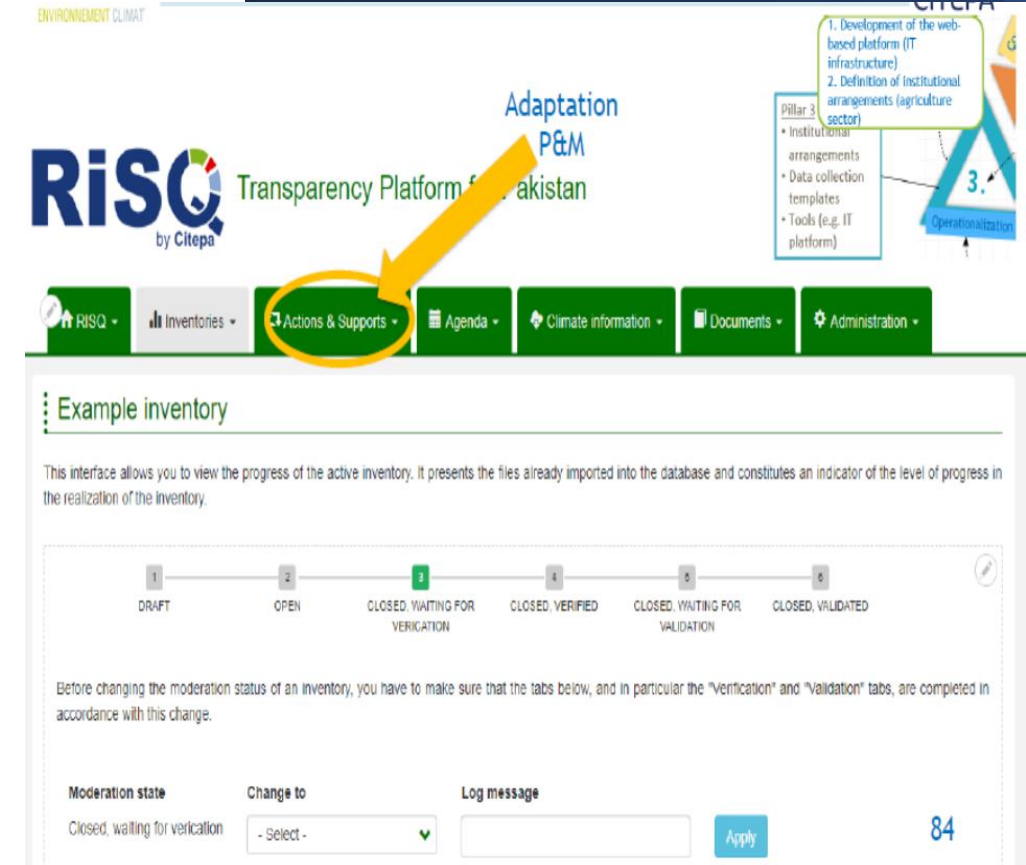 ENVIRONNEMENT CLIMAT
CITEPA
1. Development of the web-
based platform (IT
infrastructure)
2. Definition of institutional
arrangements (agriculture
sector)
Adaptation
P&M
Pillar 3
• Institutional
arrangements
• Data collection
templates
• Tools (e.g. IT
platform)
3.
Operationalization
RiSQ
by Citepa
Transparency Platform f akistan
RISQ
Inventories
Actions & Supports
Agenda
Climate information
Documents
Administration
Example inventory
This interface allows you to view the progress of the active inventory. It presents the files already imported into the database and constitutes an indicator of the level of progress in
the realization of the inventory.
1
2
3
4
5
6
DRAFT
OPEN
CLOSED, WAITING FOR
VERICATION
CLOSED, VERIFIED
CLOSED, WAITING FOR
VALIDATION
CLOSED, VALIDATED
Before changing the moderation status of an inventory, you have to make sure that the tabs below, and in particular the "Verification" and "Validation" tabs, are completed in
accordance with this change.
Moderation state
Change to
Log message
Closed, waiting for verication
- Select -
Apply
84